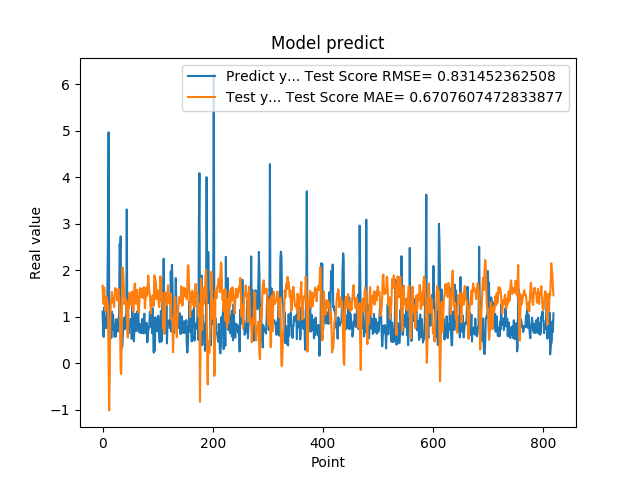 Model predict
Predict y... Test Score RMSE= 0.831452362508
Test y... Test Score MAE= 0.6707607472833877
Real value
6
5
4
3
2
1
0
−1
0 200 400 600 800
Point